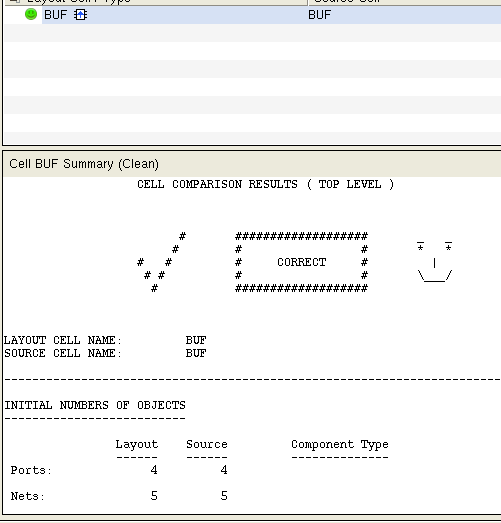 Layout Cell / Type Source Cell
BUF BUF
Cell BUF Summary (Clean)
CELL COMPARISON RESULTS ( TOP LEVEL )
# ################## _ _
# # # * *
# # # CORRECT # |
# # # # \___/
# ##################
LAYOUT CELL NAME: BUF
SOURCE CELL NAME: BUF
--------------------------------------------------------------------------------
INITIAL NUMBERS OF OBJECTS
--------------------------
Layout Source Component Type
------ ------ --------------
Ports: 4 4
Nets: 5 5